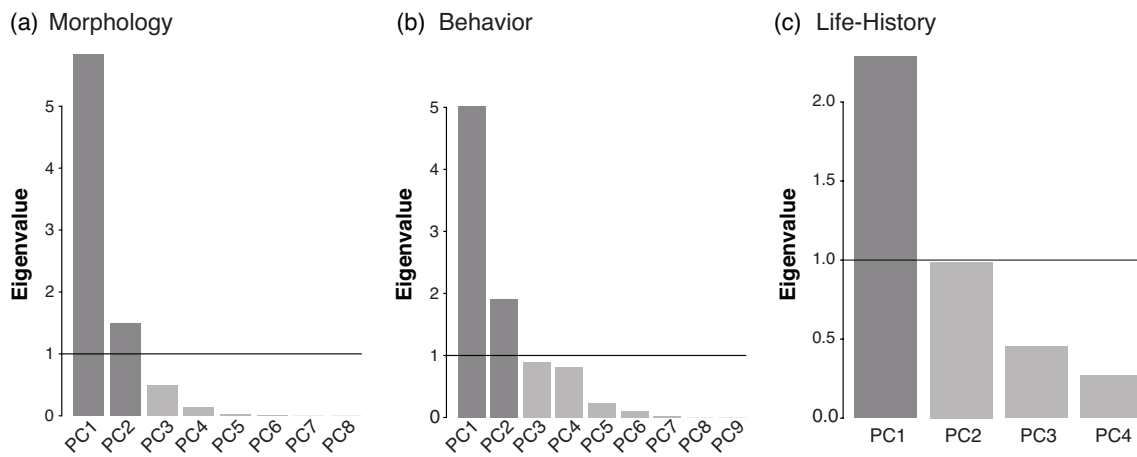 (a) Morphology
Eigenvalue
5
4
3
2
1
0
PC1 PC2 PC3 PC4 PC5 PC6 PC7 PC8
(b) Behavior
Eigenvalue
5
4
3
2
1
0
PC1 PC2 PC3 PC4 PC5 PC6 PC7 PC8 PC9
(c) Life-History
Eigenvalue
2.0
1.5
1.0
0.5
0.0
PC1 PC2 PC3 PC4